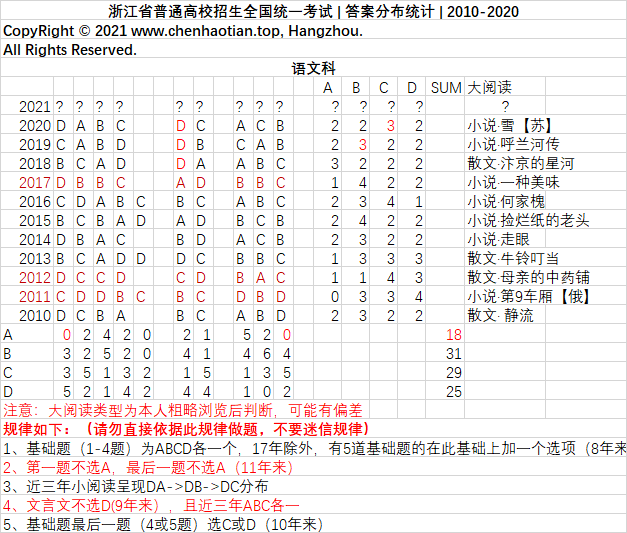 浙江省普通高校招生全国统一考试 | 答案分布统计 | 2010-2020
CopyRight © 2021 www.chenhaotian.top, Hangzhou.
All Rights Reserved.
语文科
A B C D SUM 大阅读
2021 ? ? ? ? ? ? ? ? ? ? ? ? ? ?
2020 D A B C D C A C B 2 2 3 2 小说·雪【苏】
2019 C A B D D B C A B 2 3 2 2 小说·呼兰河传
2018 B C A D D A A B C 3 2 2 2 散文·汴京的星河
2017 D B B C A D B B C 1 4 2 2 小说·一种美味
2016 C D A B C B C A B C 2 3 4 1 小说·何家槐
2015 B C B A D A D B C B 2 4 2 2 小说·捡烂纸的老头
2014 D B A C B D A C B 2 3 2 2 小说·走眼
2013 B C A D D D C B B C 1 3 3 3 散文·牛铃叮当
2012 D C C D C D B A C 1 1 4 3 散文·母亲的中药铺
2011 C D D B C B C D B D 0 3 3 4 小说·第9车厢【俄】
2010 D C B A B C A B D 2 3 2 2 散文· 静流
A 0 2 4 2 0 2 1 5 2 0 18
B 3 2 5 2 0 4 1 4 6 4 31
C 3 5 1 3 2 1 5 1 3 5 29
D 5 2 1 4 2 4 4 1 0 2 25
注意：大阅读类型为本人粗略浏览后判断，可能有偏差
规律如下：（请勿直接依据此规律做题，不要迷信规律）
1、基础题（1-4题）为ABCD各一个，17年除外，有5道基础题的在此基础上加一个选项（8年来
2、第一题不选A，最后一题不选A（11年来）
3、近三年小阅读呈现DA->DB->DC分布
4、文言文不选D(9年来），且近三年ABC各一
5、基础题最后一题（4或5题）选C或D（10年来）